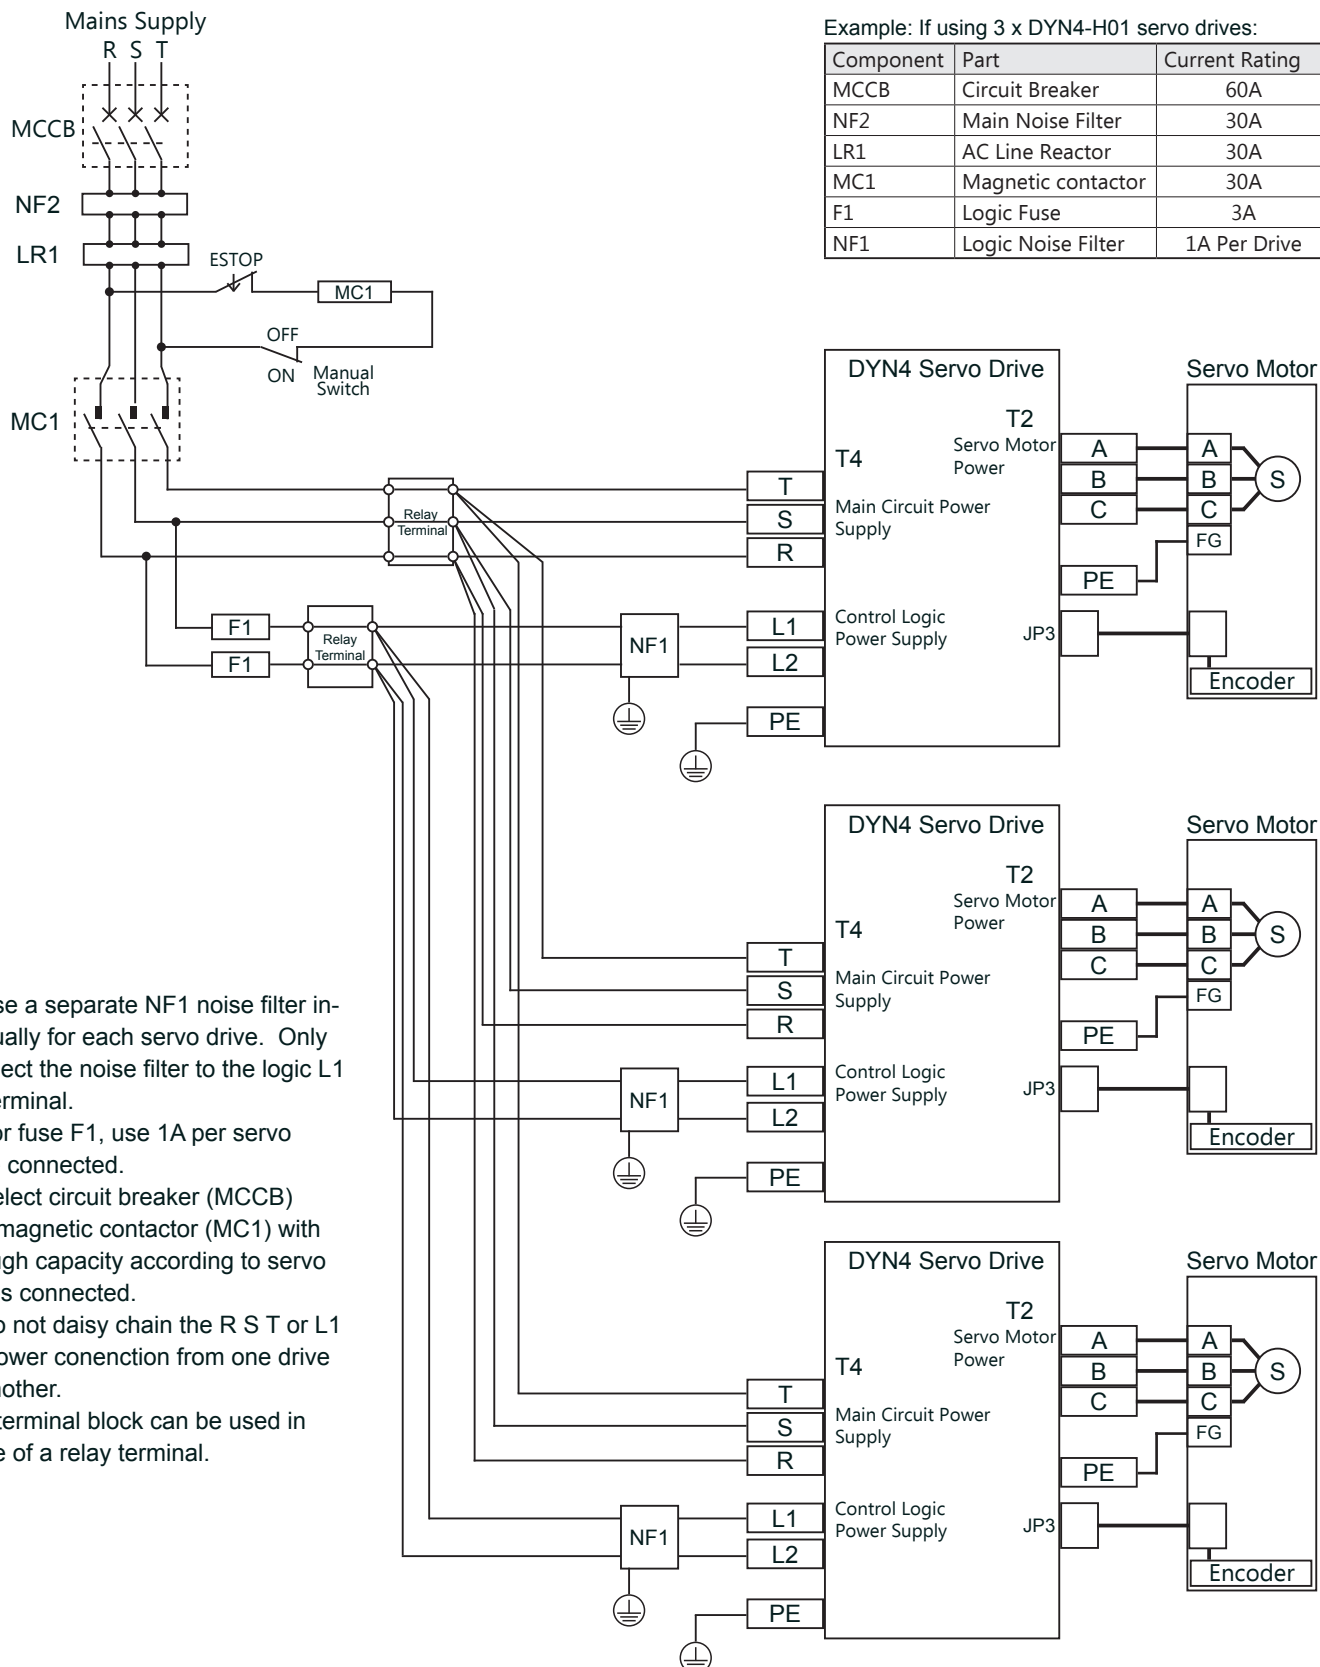 Mains Supply
R S T
MCCB
NF2
LR1
ESTOP
MC1
OFF
ON
Manual
Switch
MC1
Example: If using 3 x DYN4-H01 servo drives:
Component Part Current Rating
MCCB Circuit Breaker 60A
NF2 Main Noise Filter 30A
LR1 AC Line Reactor 30A
MC1 Magnetic contactor 30A
F1 Logic Fuse 3A
NF1 Logic Noise Filter 1A Per Drive
Relay
Terminal
F1
F1
Relay
Terminal
DYN4 Servo Drive
T2
Servo Motor
Power
T4
Main Circuit Power
Supply
T
S
R
Control Logic
Power Supply
NF1
L1
L2
PE
A
B
C
PE
JP3
Servo Motor
A
B
C
FG
S
Encoder
DYN4 Servo Drive
T2
Servo Motor
Power
T4
Main Circuit Power
Supply
T
S
R
Control Logic
Power Supply
NF1
L1
L2
PE
A
B
C
PE
JP3
Servo Motor
A
B
C
FG
S
Encoder
DYN4 Servo Drive
T2
Servo Motor
Power
T4
Main Circuit Power
Supply
T
S
R
Control Logic
Power Supply
NF1
L1
L2
PE
A
B
C
PE
JP3
Servo Motor
A
B
C
FG
S
Encoder
se a separate NF1 noise filter in-
ually for each servo drive. Only
ect the noise filter to the logic L1
erminal.
or fuse F1, use 1A per servo
connected.
elect circuit breaker (MCCB)
magnetic contactor (MC1) with
ugh capacity according to servo
s connected.
o not daisy chain the R S T or L1
ower conenction from one drive
nother.
terminal block can be used in
e of a relay terminal.